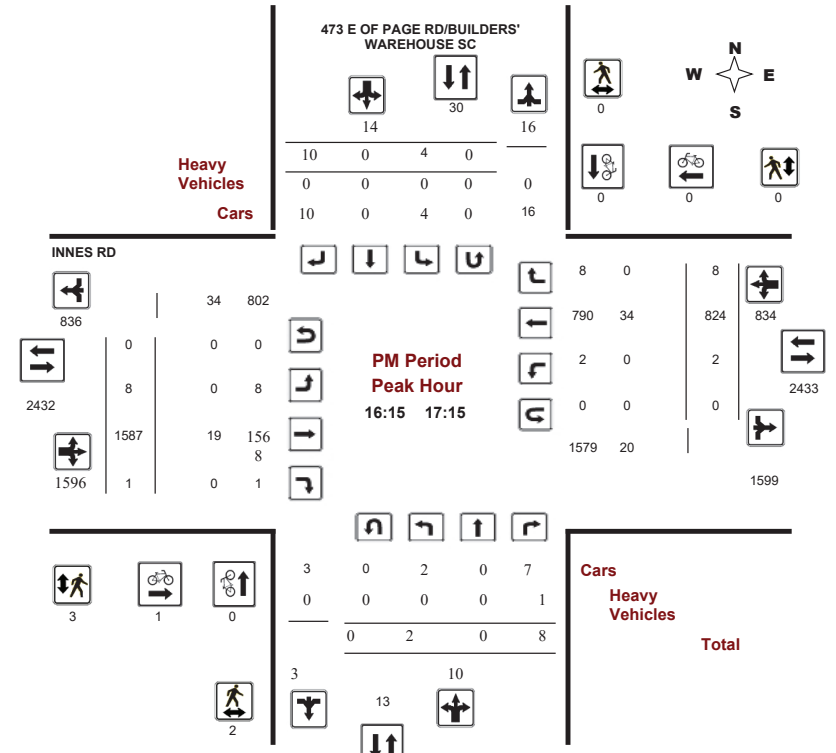 473 E OF PAGE RD/BUILDERS'
WAREHOUSE SC
N
W E
S
30
0
14 16
Heavy
Vehicles
Cars
10 0 4 0
0 0 0 0 0
10 0 4 0 16
0 0 0
INNES RD
836
34 802
0 0 0
2432
8 0 8
1587 19 156
8
1596 1 0 1
PM Period
Peak Hour
16:15 17:15
8 0 8
790 34 824 834
2 0 2
2433
0 0 0
1579 20
1599
3 0 2 0 7
0 0 0 0 1
0 2 0 8
Cars
Heavy
Vehicles
Total
3 1 0
3 10
13
2